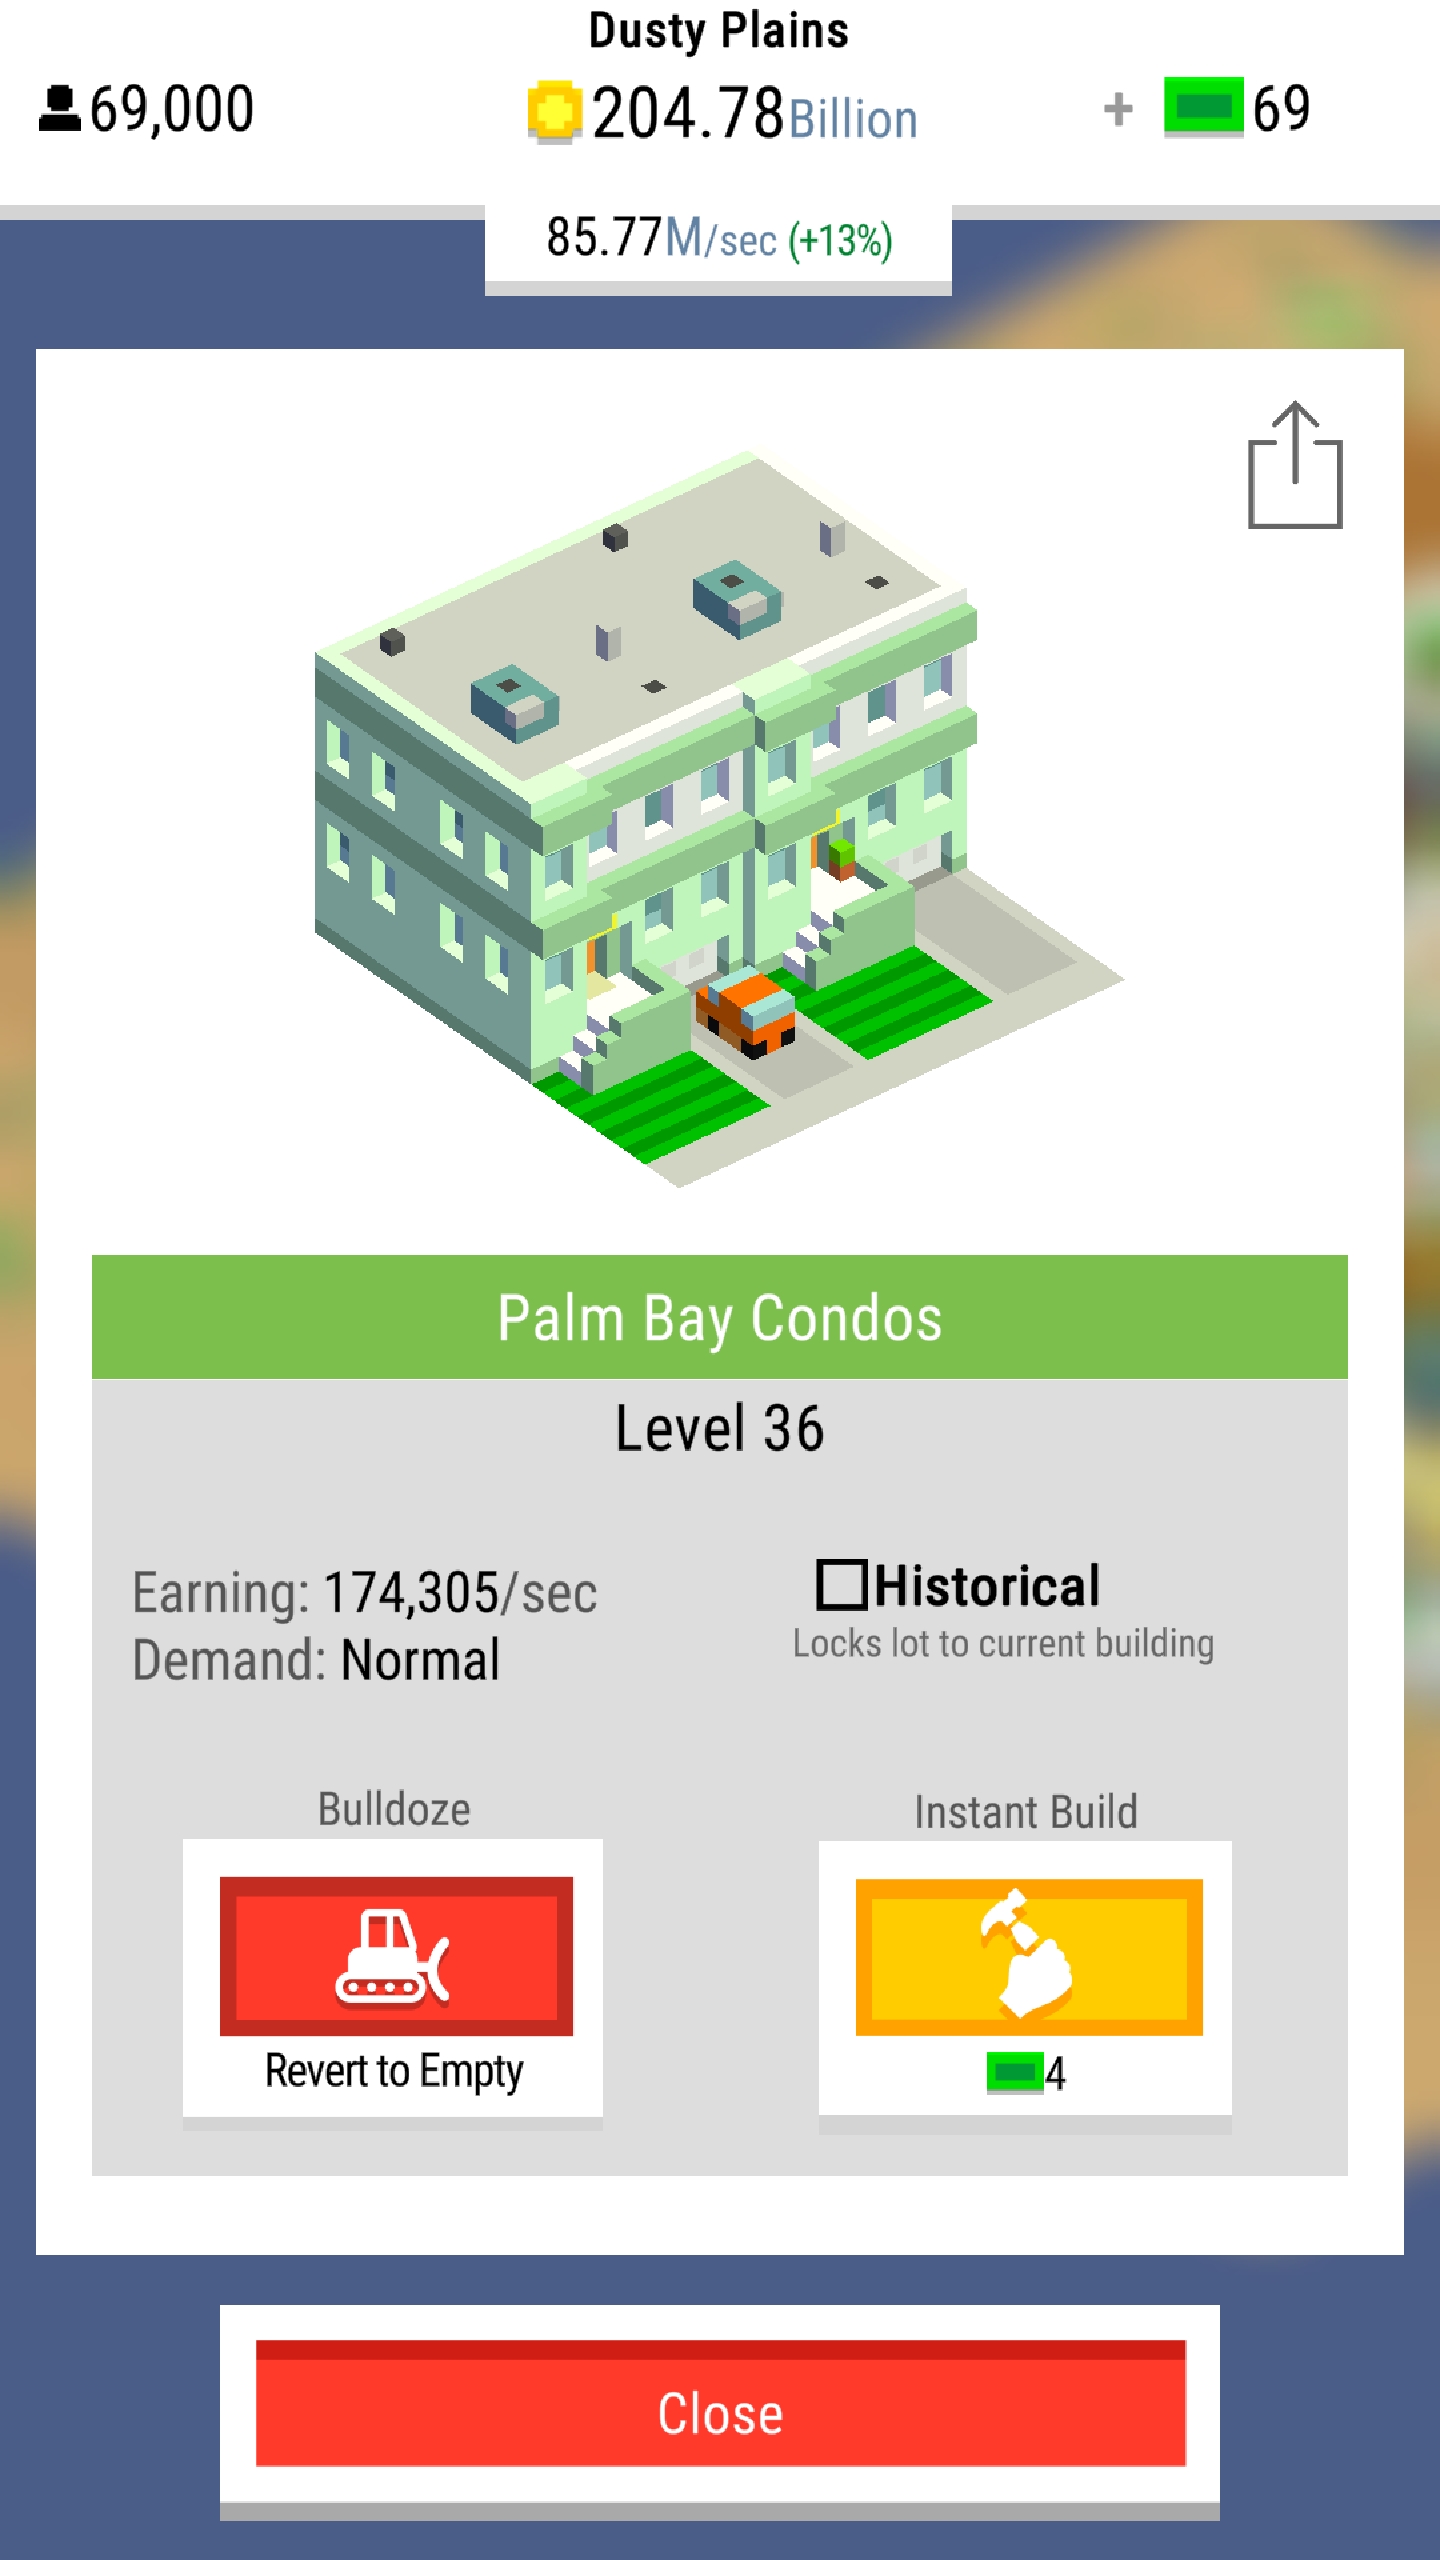 Dusty Plains
69,000
204.78Billion
+ 69
85.77M/sec (+13%)
Palm Bay Condos
Level 36
Earning: 174,305/sec
Demand: Normal
Historical
Locks lot to current building
Bulldoze
Revert to Empty
Instant Build
4
Close